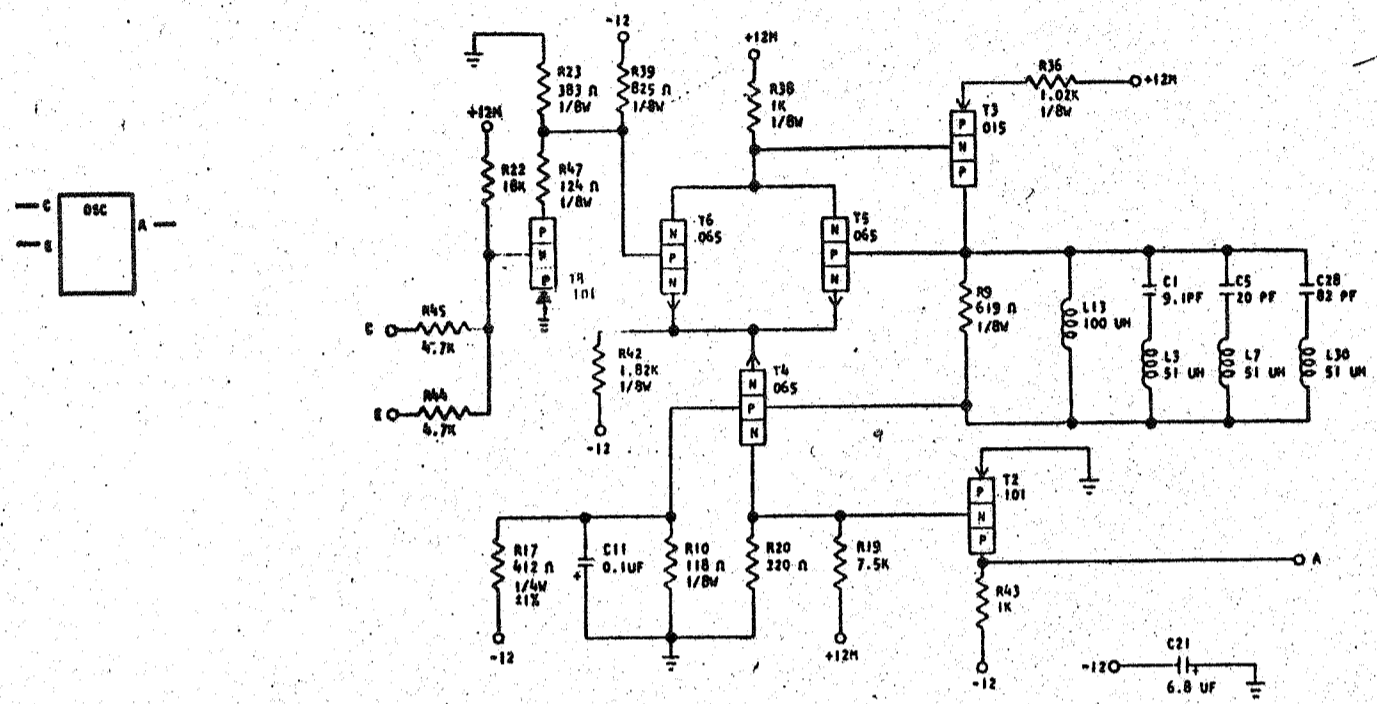 C
E
OSC
A
-12
+12M
R23
383 Ω
1/8W
R39
825 Ω
1/8W
+12M
R38
1K
1/8W
R36
1.02K
1/8W
+12M
T3
015
P
N
P
R22
18K
R47
124 Ω
1/8W
P
N
P
101
T6
065
N
P
N
T5
065
N
P
N
C
R45
4.7K
E
R44
4.7K
R42
1.82K
1/8W
-12
T4
065
N
P
N
R9
619 Ω
1/8W
L13
100 UH
C1
9.1PF
C5
20 PF
C28
82 PF
L3
51 UH
L7
51 UH
L30
51 UH
T2
101
P
N
P
R17
412 Ω
1/4W
±1%
-12
C11
0.1UF
+
R10
118 Ω
1/8W
R20
220 Ω
R19
7.5K
+12M
A
R43
1K
-12
C21
-12
+
6.8 UF